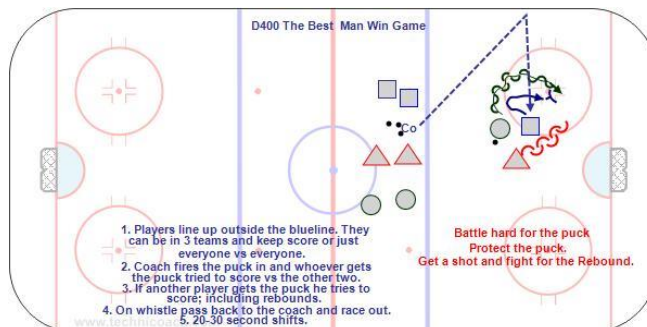 D400 The Best Man Win Game
Co
1. Players line up outside the blueline. They
can be in 3 teams and keep score or just
everyone vs everyone.
2. Coach fires the puck in and whoever gets
the puck tried to score vs the other two.
3. If another player gets the puck he tries to
score; including rebounds.
4. On whistle pass back to the coach and race out.
5. 20-30 second shifts.
Battle hard for the puck
Protect the puck.
Get a shot and fight for the Rebound.